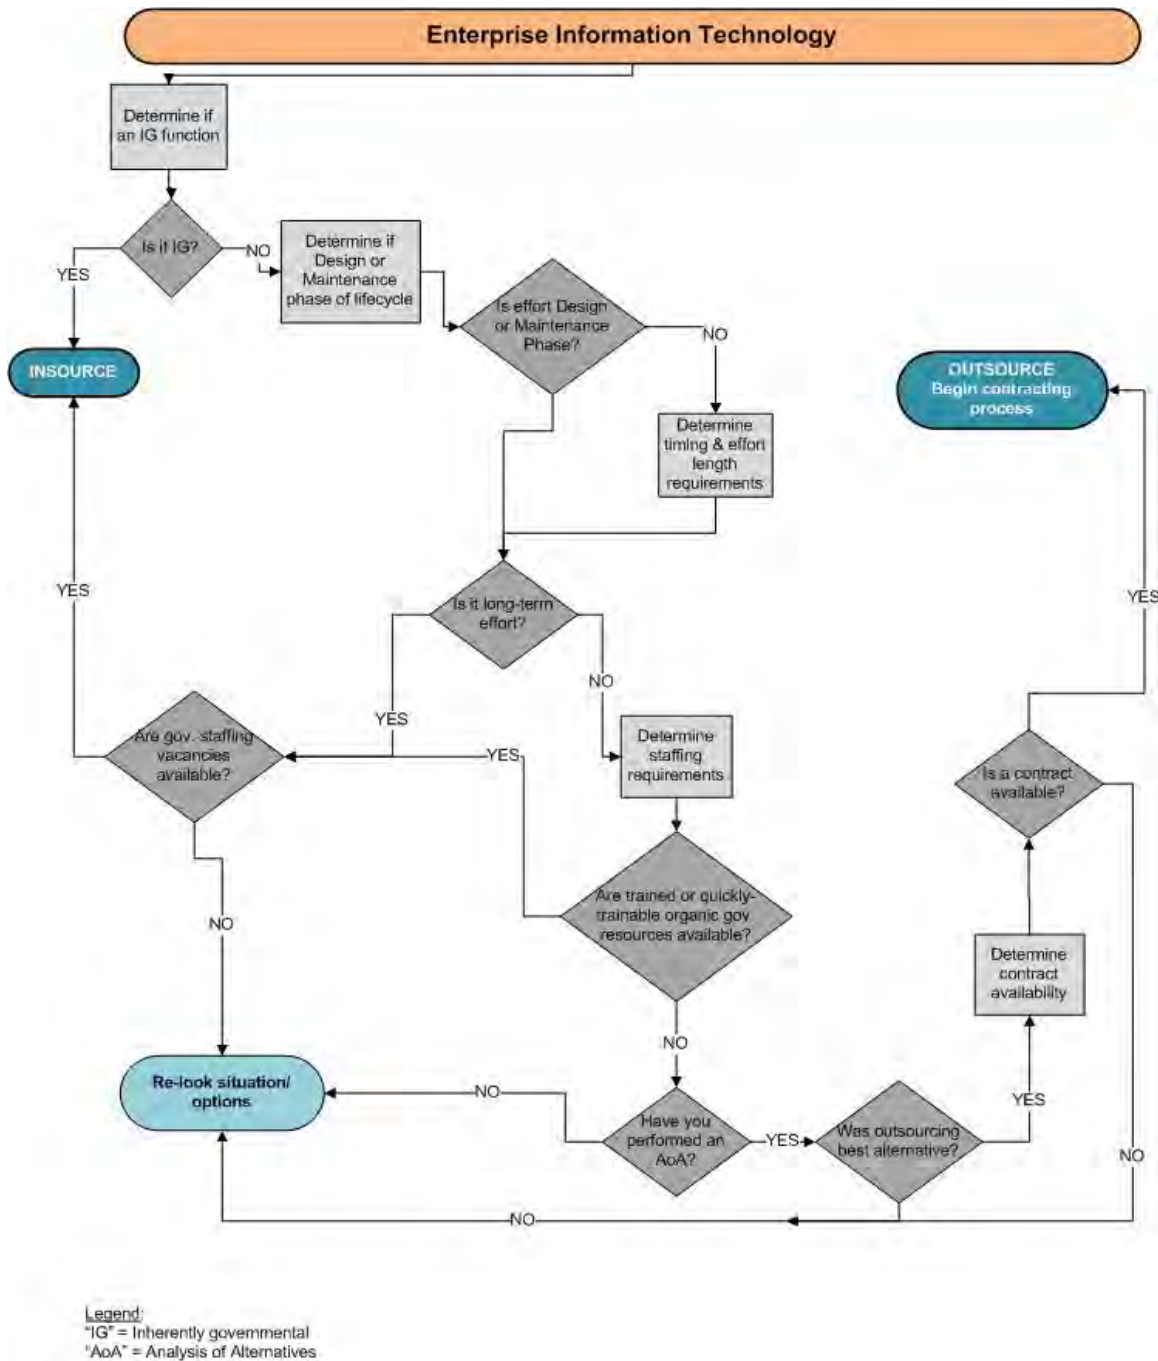 Enterprise Information Technology
Determine if
an IG function
Is it IG?
NO
YES
Determine if
Design or
Maintenance
phase of lifecycle
Is effort Design
or Maintenance
Phase?
NO
INSOURCE
OUTSOURCE
Begin contracting
process
Determine
timing & effort
length
requirements
YES
Is it long-term
effort?
YES
NO
YES
Are gov. staffing
vacancies
available?
YES
Determine
staffing
requirements
Is a contract
available?
Are trained or quickly-
trainable organic gov
resources available?
NO
Determine
contract
availability
NO
Re-look situation/
options
NO
Have you
performed an
AoA?
YES
Was outsourcing
best alternative?
YES
NO
NO
Legend:
"IG" = Inherently governmental
"AoA" = Analysis of Alternatives